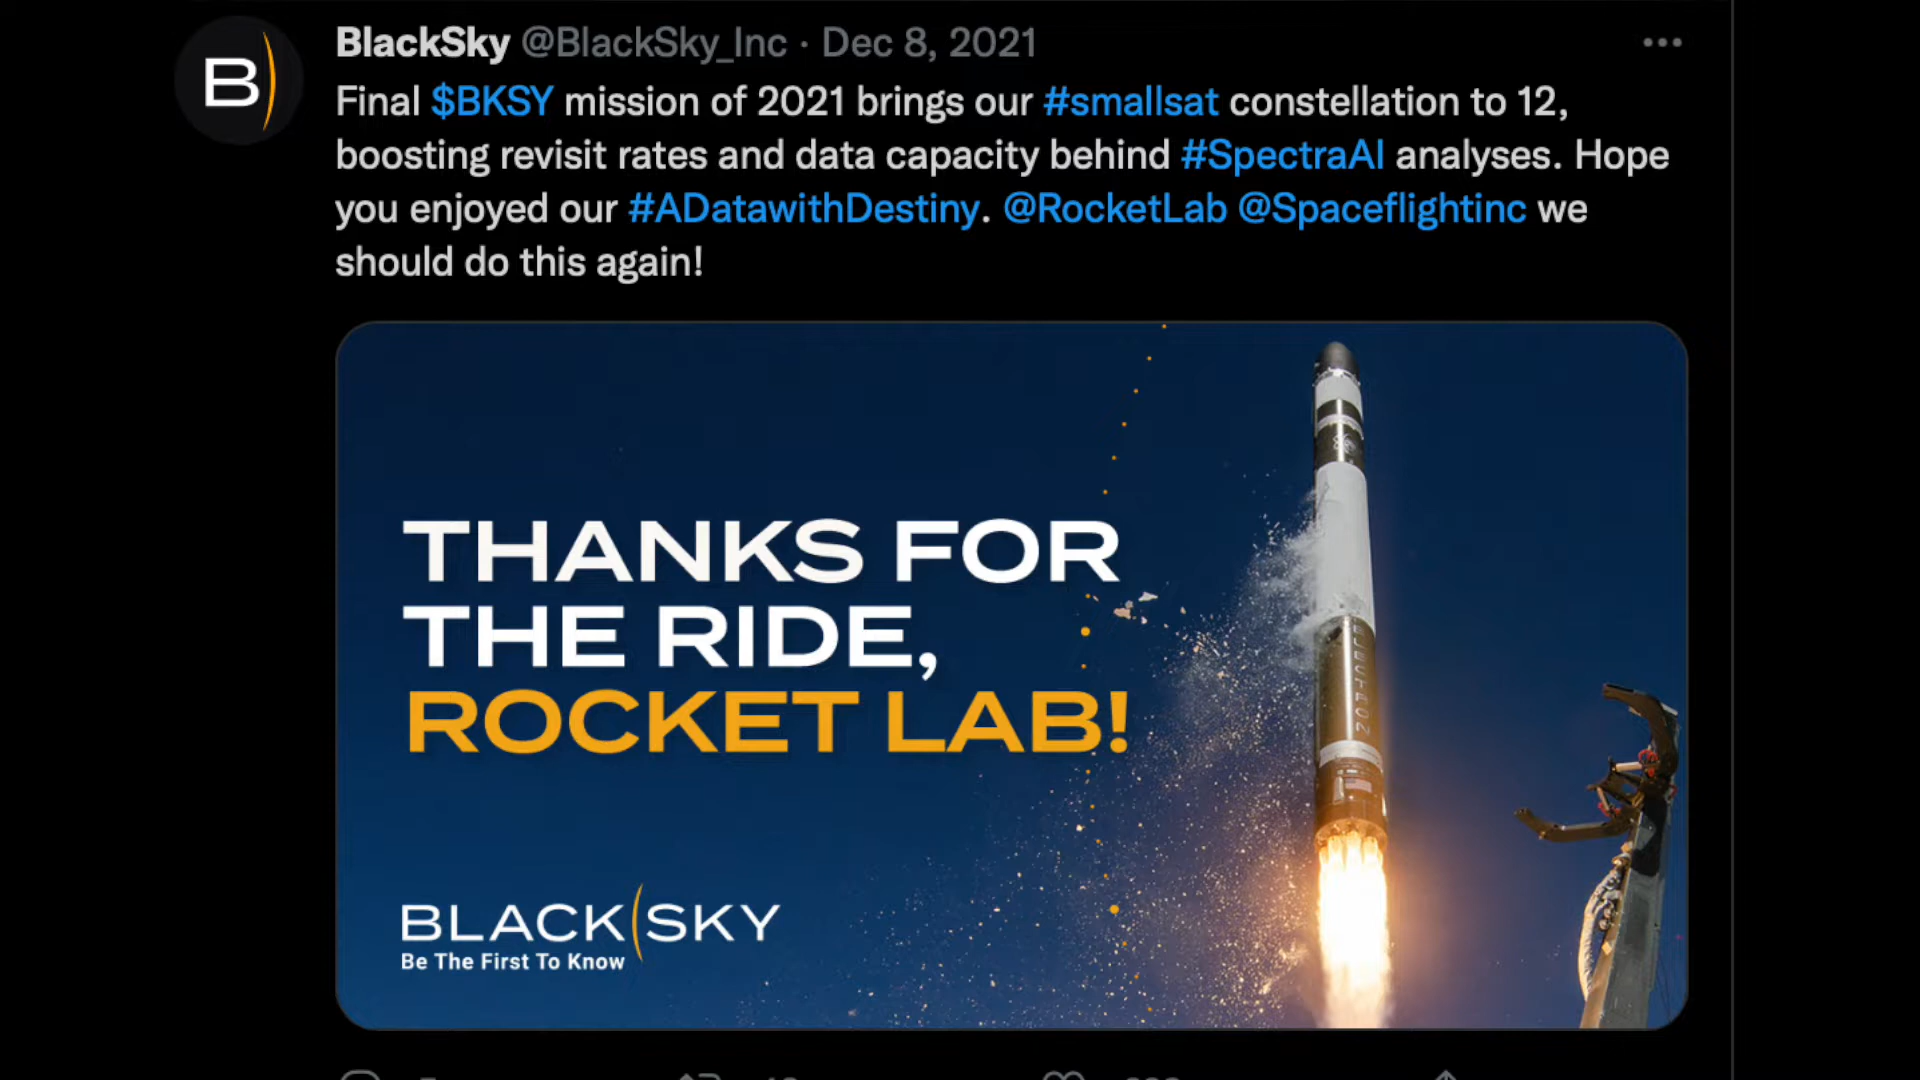 B
BlackSky @BlackSky_Inc · Dec 8, 2021
Final $BKSY mission of 2021 brings our #smallsat constellation to 12,
boosting revisit rates and data capacity behind #SpectraAI analyses. Hope
you enjoyed our #ADatawithDestiny. @RocketLab @Spaceflightinc we
should do this again!
THANKS FOR
THE RIDE,
ROCKET LAB!
ELECTRON
BLACKSKY
Be The First To Know